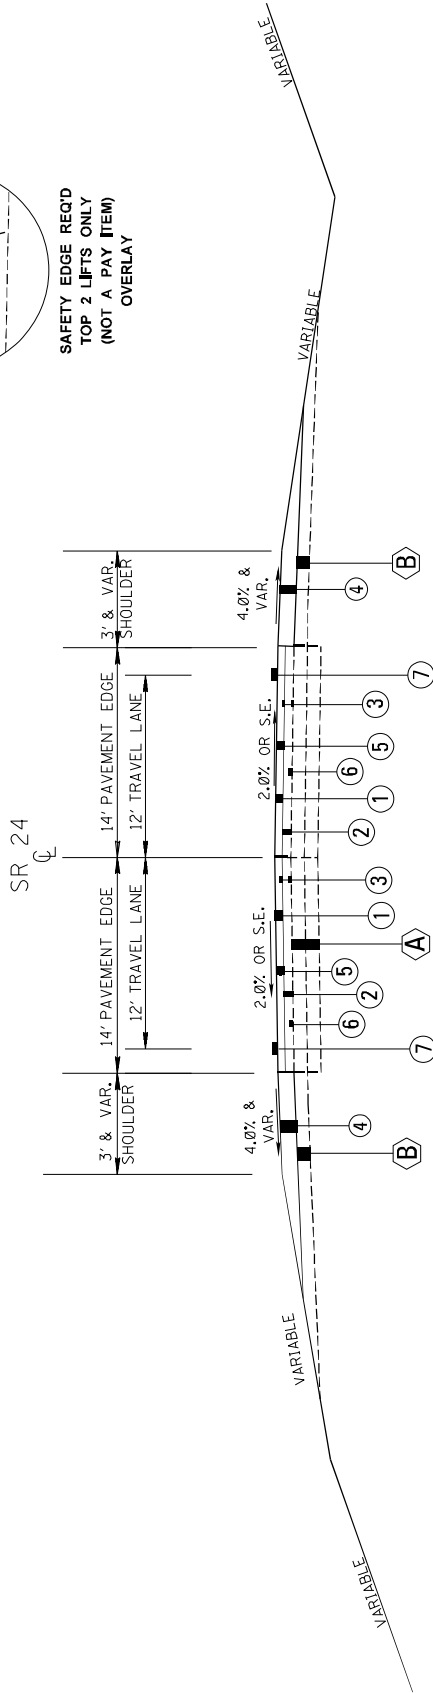 SAFETY EDGE REQ'D
TOP 2 LIFTS ONLY
(NOT A PAY ITEM)
OVERLAY
SR 24
℄
3' & VAR.
SHOULDER
14' PAVEMENT EDGE
14' PAVEMENT EDGE
3' & VAR.
SHOULDER
12' TRAVEL LANE
12' TRAVEL LANE
VARIABLE
VARIABLE
4.0% &
VAR.
2.0% OR S.E.
2.0% OR S.E.
4.0% &
VAR.
VARIABLE
VARIABLE
B
4
7
6
2
5
A
1
3
2
1
6
5
3
7
4
B